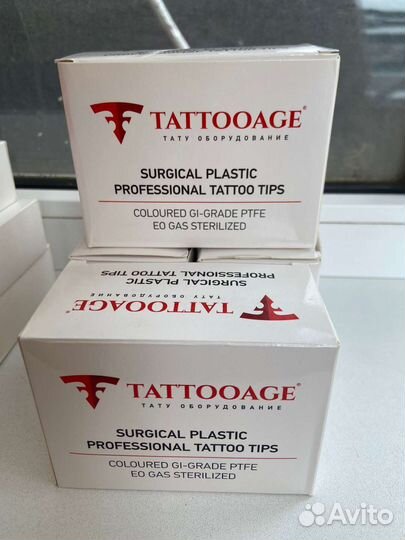 TATTOOAGE®
ТАТУ ОБОРУДОВАНИЕ
SURGICAL PLASTIC
PROFESSIONAL TATTOO TIPS
COLOURED GI-GRADE PTFE
EO GAS STERILIZED
SURGICAL PLASTIC
PROFESSIONAL TATTOO TIPS
TATTOOAGE®
ТАТУ ОБОРУДОВАНИЕ
TATTOOAGE®
ТАТУ ОБОРУДОВАНИЕ
SURGICAL PLASTIC
PROFESSIONAL TATTOO TIPS
COLOURED GI-GRADE PTFE
EO GAS STERILIZED
Avito